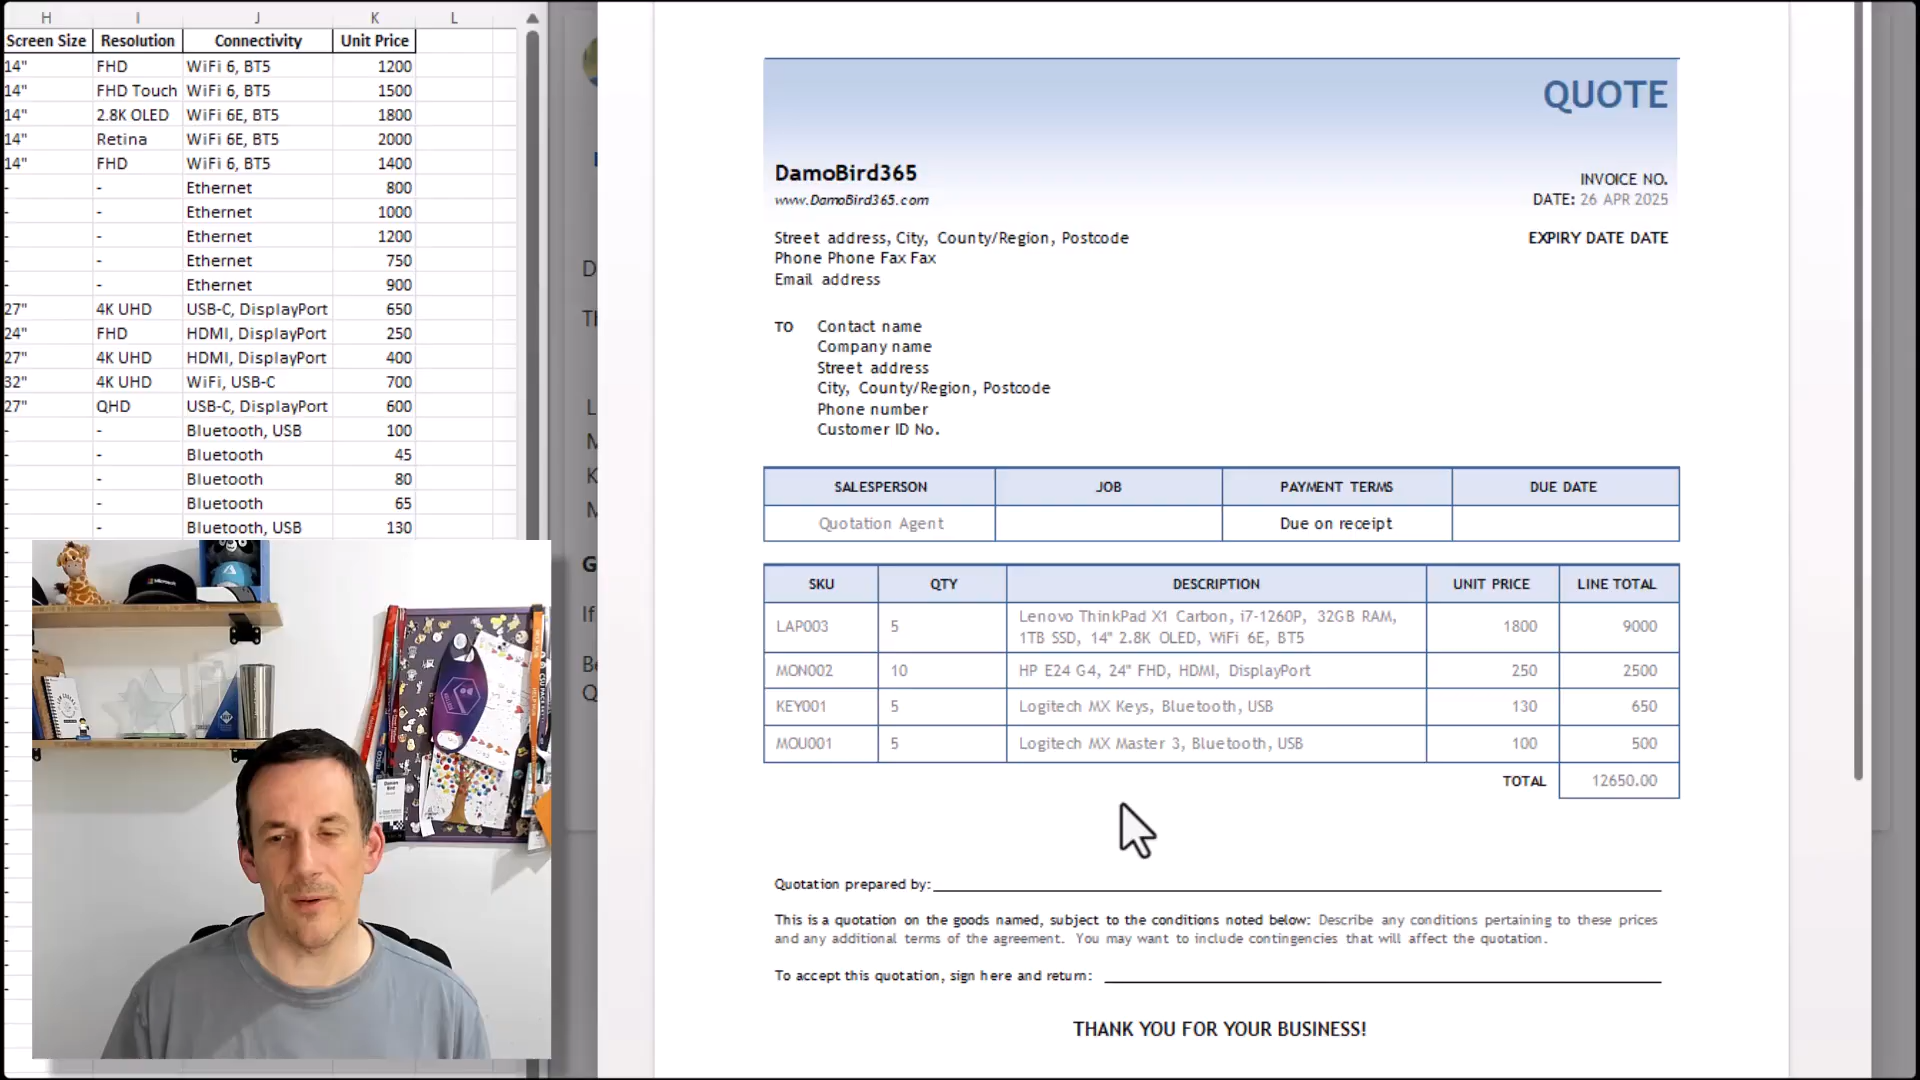 H I J K L
Screen Size Resolution Connectivity Unit Price
14" FHD WiFi 6, BT5 1200
14" FHD Touch WiFi 6, BT5 1500
14" 2.8K OLED WiFi 6E, BT5 1800
14" Retina WiFi 6E, BT5 2000
14" FHD WiFi 6, BT5 1400
- - Ethernet 800
- - Ethernet 1000
- - Ethernet 1200
- - Ethernet 750
- - Ethernet 900
27" 4K UHD USB-C, DisplayPort 650
24" FHD HDMI, DisplayPort 250
27" 4K UHD HDMI, DisplayPort 400
32" 4K UHD WiFi, USB-C 700
27" QHD USB-C, DisplayPort 600
- - Bluetooth, USB 100
- - Bluetooth 45
- - Bluetooth 80
- - Bluetooth 65
- - Bluetooth, USB 130
Microsoft
QUOTE
DamoBird365
www.DamoBird365.com
INVOICE NO.
DATE: 26 APR 2025
Street address, City, County/Region, Postcode
EXPIRY DATE DATE
Phone Phone Fax Fax
Email address
TO Contact name
Company name
Street address
City, County/Region, Postcode
Phone number
Customer ID No.
SALESPERSON JOB PAYMENT TERMS DUE DATE
Quotation Agent Due on receipt
SKU QTY DESCRIPTION UNIT PRICE LINE TOTAL
LAP003 5 Lenovo ThinkPad X1 Carbon, i7-1260P, 32GB RAM, 1800 9000
1TB SSD, 14" 2.8K OLED, WiFi 6E, BT5
MON002 10 HP E24 G4, 24" FHD, HDMI, DisplayPort 250 2500
KEY001 5 Logitech MX Keys, Bluetooth, USB 130 650
MOU001 5 Logitech MX Master 3, Bluetooth, USB 100 500
TOTAL 12650.00
Quotation prepared by:
This is a quotation on the goods named, subject to the conditions noted below: Describe any conditions pertaining to these prices
and any additional terms of the agreement. You may want to include contingencies that will affect the quotation.
To accept this quotation, sign here and return:
THANK YOU FOR YOUR BUSINESS!